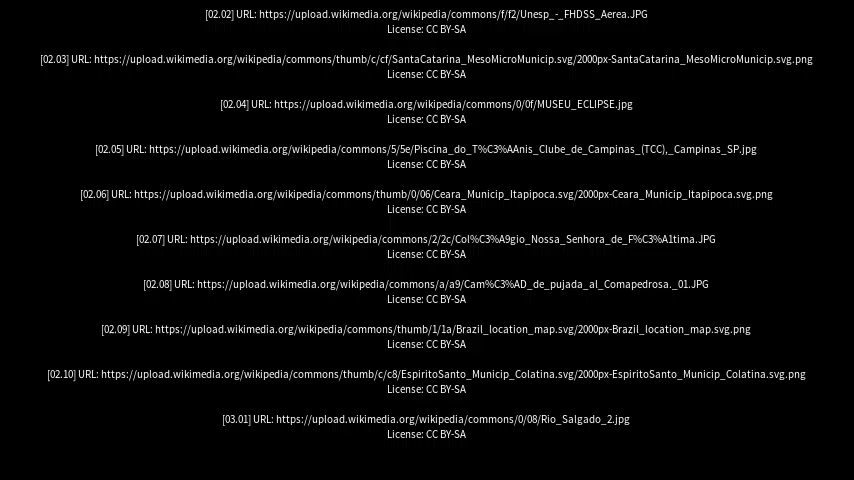 [02.02] URL: https://upload.wikimedia.org/wikipedia/commons/f/f2/Unesp_-_FHDSS_Aerea.JPG
License: CC BY-SA
[02.03] URL: https://upload.wikimedia.org/wikipedia/commons/thumb/c/cf/SantaCatarina_MesoMicroMunicip.svg/2000px-SantaCatarina_MesoMicroMunicip.svg.png
License: CC BY-SA
[02.04] URL: https://upload.wikimedia.org/wikipedia/commons/0/0f/MUSEU_ECLIPSE.jpg
License: CC BY-SA
[02.05] URL: https://upload.wikimedia.org/wikipedia/commons/5/5e/Piscina_do_T%C3%AAnis_Clube_de_Campinas_(TCC),_Campinas_SP.jpg
License: CC BY-SA
[02.06] URL: https://upload.wikimedia.org/wikipedia/commons/thumb/0/06/Ceara_Municip_Itapipoca.svg/2000px-Ceara_Municip_Itapipoca.svg.png
License: CC BY-SA
[02.07] URL: https://upload.wikimedia.org/wikipedia/commons/2/2c/Col%C3%A9gio_Nossa_Senhora_de_F%C3%A1tima.JPG
License: CC BY-SA
[02.08] URL: https://upload.wikimedia.org/wikipedia/commons/a/a9/Cam%C3%AD_de_pujada_al_Comapedrosa._01.JPG
License: CC BY-SA
[02.09] URL: https://upload.wikimedia.org/wikipedia/commons/thumb/1/1a/Brazil_location_map.svg/2000px-Brazil_location_map.svg.png
License: CC BY-SA
[02.10] URL: https://upload.wikimedia.org/wikipedia/commons/thumb/c/c8/EspiritoSanto_Municip_Colatina.svg/2000px-EspiritoSanto_Municip_Colatina.svg.png
License: CC BY-SA
[03.01] URL: https://upload.wikimedia.org/wikipedia/commons/0/08/Rio_Salgado_2.jpg
License: CC BY-SA